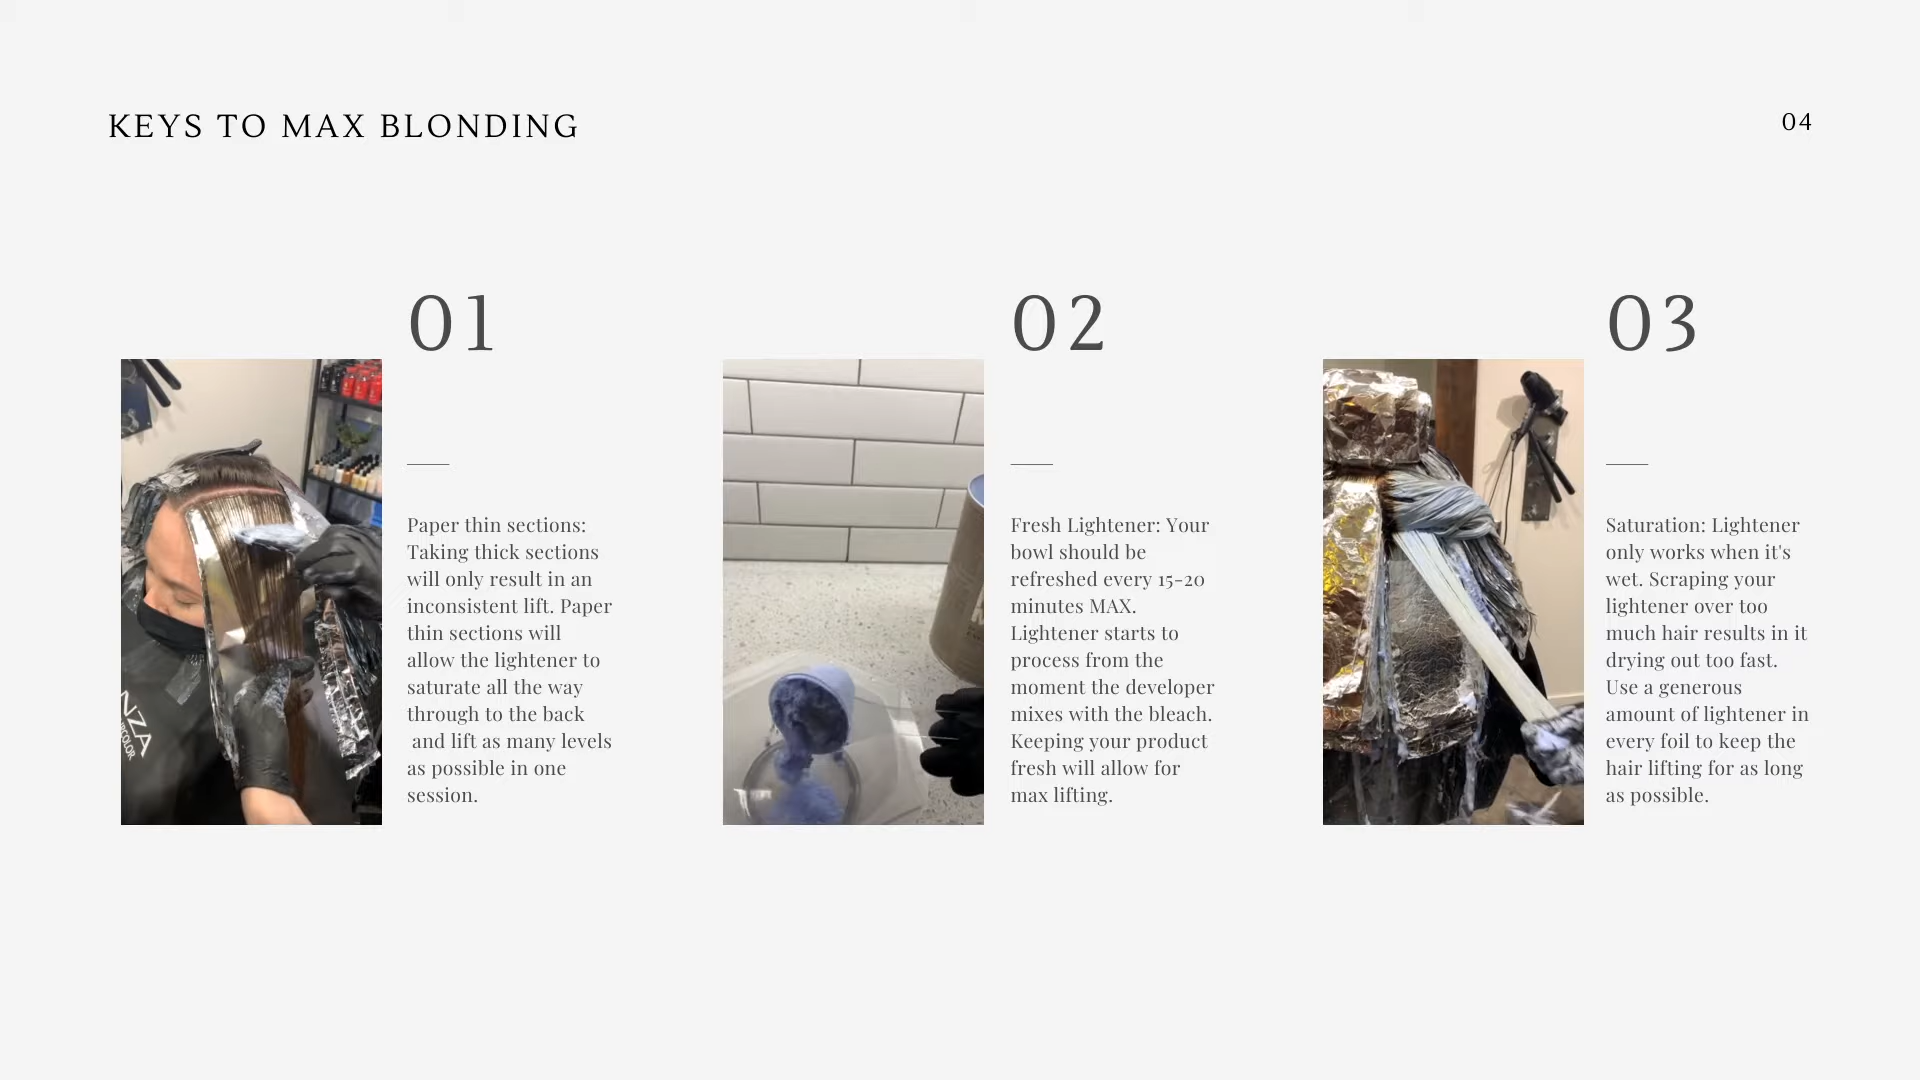 KEYS TO MAX BLONDING
04
01
Paper thin sections:
Taking thick sections
will only result in an
inconsistent lift. Paper
thin sections will
allow the lightener to
saturate all the way
through to the back
and lift as many levels
as possible in one
session.
02
Fresh Lightener: Your
bowl should be
refreshed every 15-20
minutes MAX.
Lightener starts to
process from the
moment the developer
mixes with the bleach.
Keeping your product
fresh will allow for
max lifting.
03
Saturation: Lightener
only works when it's
wet. Scraping your
lightener over too
much hair results in it
drying out too fast.
Use a generous
amount of lightener in
every foil to keep the
hair lifting for as long
as possible.
NZA